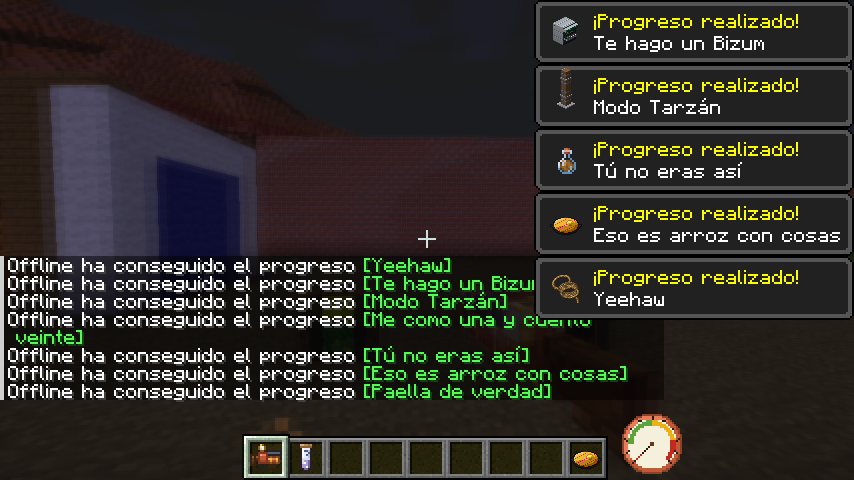 ¡Progreso realizado!
Te hago un Bizum
¡Progreso realizado!
Modo Tarzán
¡Progreso realizado!
Tú no eras así
¡Progreso realizado!
Eso es arroz con cosas
¡Progreso realizado!
Yeehaw
Offline ha conseguido el progreso [Yeehaw]
Offline ha conseguido el progreso [Te hago un Bizu
Offline ha conseguido el progreso [Modo Tarzán]
Offline ha conseguido el progreso [Me como una y cuento
veinte]
Offline ha conseguido el progreso [Tú no eras así]
Offline ha conseguido el progreso [Eso es arroz con cosas]
Offline ha conseguido el progreso [Paella de verdad]